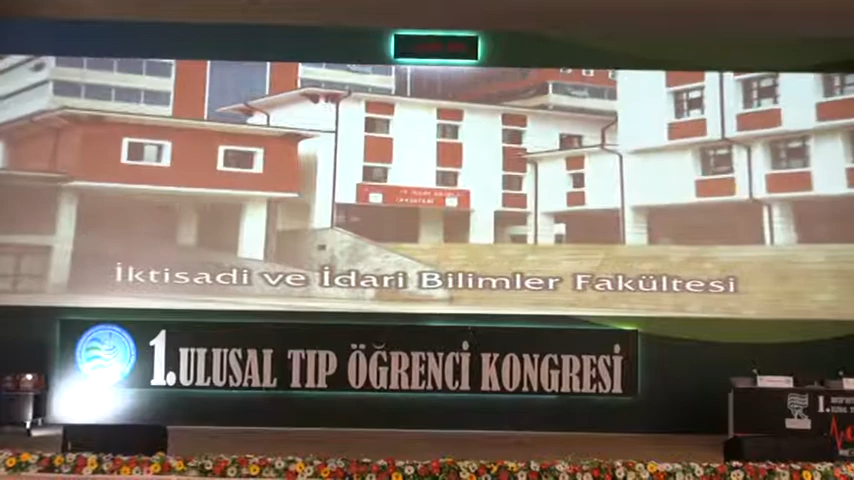 İktisadi ve İdari Bilimler Fakültesi
1.ULUSAL TIP ÖĞRENCİ KONGRESİ